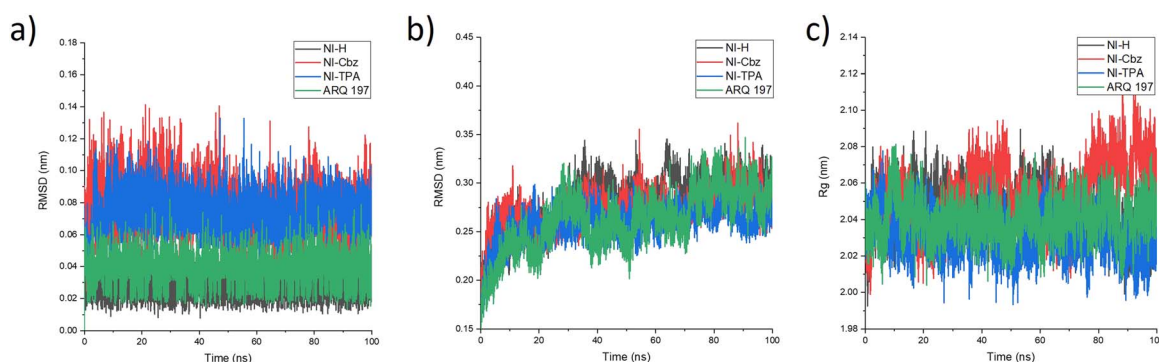 a)
0.18
0.16
0.14
0.12
0.10
0.08
0.06
0.04
0.02
0.00
RMSD (nm)
NI-H
NI-Cbz
NI-TPA
ARQ 197
0 20 40 60 80 100
Time (ns)
b)
0.45
0.40
0.35
0.30
0.25
0.20
0.15
RMSD (nm)
NI-H
NI-Cbz
NI-TPA
ARQ 197
0 20 40 60 80 100
Time (ns)
c)
2.14
2.12
2.10
2.08
2.06
2.04
2.02
2.00
1.98
Rg (nm)
NI-H
NI-Cbz
NI-TPA
ARQ 197
0 20 40 60 80 10
Time (ns)